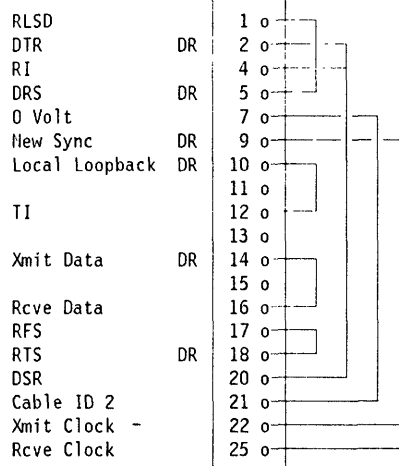 RLSD 1 o
DTR DR 2 o
RI 4 o
DRS DR 5 o
0 Volt 7 o
New Sync DR 9 o
Local Loopback DR 10 o
11 o
TI 12 o
13 o
Xmit Data DR 14 o
15 o
Rcve Data 16 o
RFS 17 o
RTS DR 18 o
DSR 20 o
Cable ID 2 21 o
Xmit Clock - 22 o
Rcve Clock 25 o